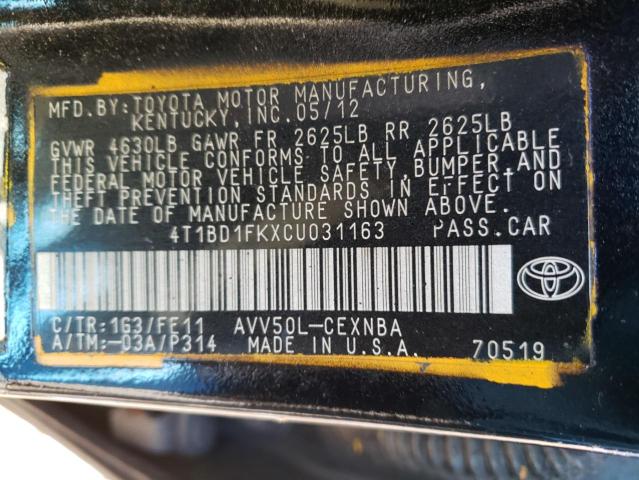 MFD. BY: TOYOTA MOTOR MANUFACTURING,
KENTUCKY, INC. 05/12
GVWR 4630LB GAWR FR 2625LB RR 2625LB
THIS VEHICLE CONFORMS TO ALL APPLICABLE
FEDERAL MOTOR VEHICLE SAFETY, BUMPER, AND
THEFT PREVENTION STANDARDS IN EFFECT ON
THE DATE OF MANUFACTURE SHOWN ABOVE.
4T1BD1FKXCU031163 PASS. CAR
C/TR: 163/FE11 AVV50L-CEXNBA
A/TM: -03A/P314 MADE IN U.S.A. 70519